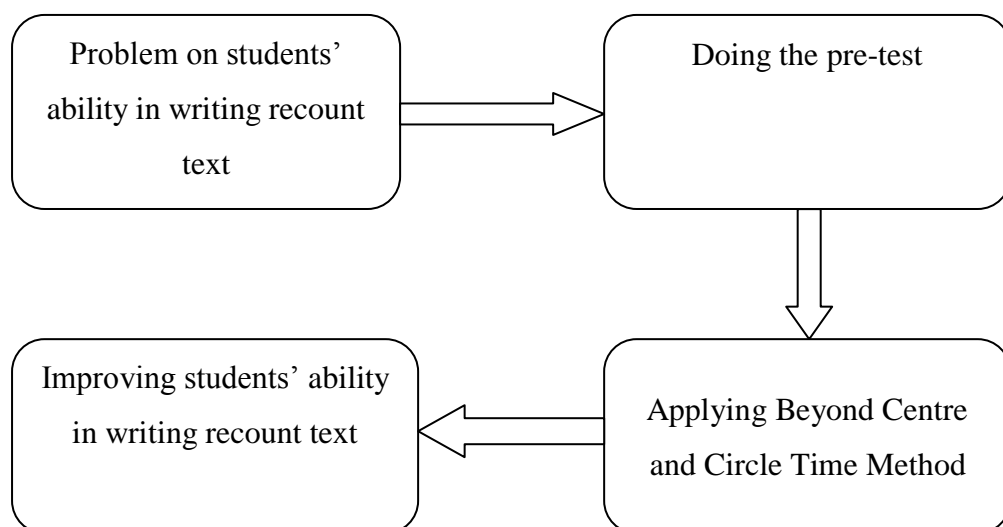 Problem on students’
ability in writing recount
text
Doing the pre-test
Applying Beyond Centre
and Circle Time Method
Improving students’ ability
in writing recount text